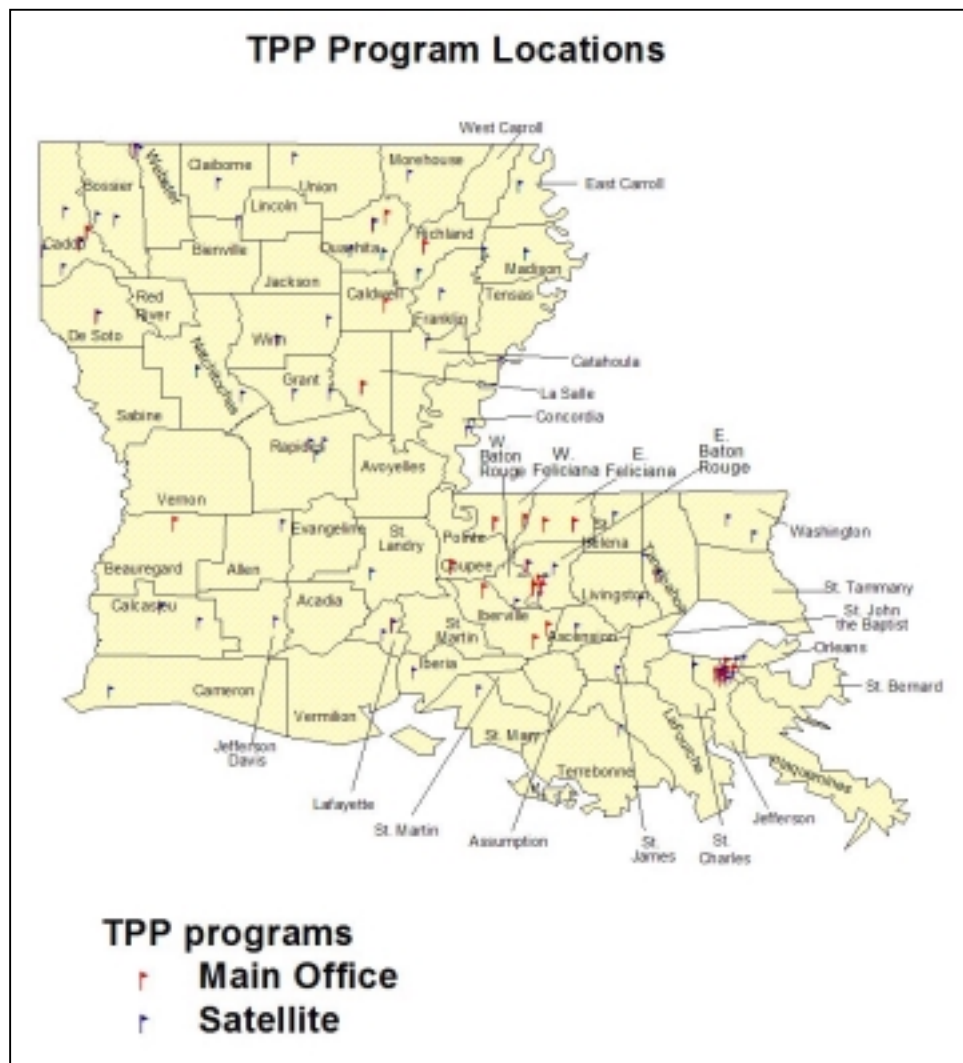 TPP Program Locations
West Carroll
Claiborne
Morehouse
Webster
Bossier
Union
East Carroll
Lincoln
Richland
Caddo
Ouachita
Bienville
Madison
Jackson
Red
River
Caldwell
Tensas
Franklin
De Soto
Winn
Natchitoches
Catahoula
Grant
La Salle
Sabine
Concordia
Rapides
Avoyelles
W.
Baton
Rouge
W.
Feliciana
E.
Feliciana
E.
Baton
Rouge
Vernon
Evangeline
St.
Landry
Pointe
Coupee
St.
Helena
Washington
Beauregard
Allen
Tangipahoa
Livingston
St. Tammany
Calcasieu
Acadia
Iberville
St.
Martin
Ascension
St. John
the Baptist
Orleans
Iberia
St. Bernard
Cameron
Vermilion
St. Mary
Lafourche
Jefferson
Davis
Terrebonne
Plaquemines
Lafayette
St. Martin
Assumption
St.
James
St.
Charles
Jefferson
TPP programs
Main Office
Satellite